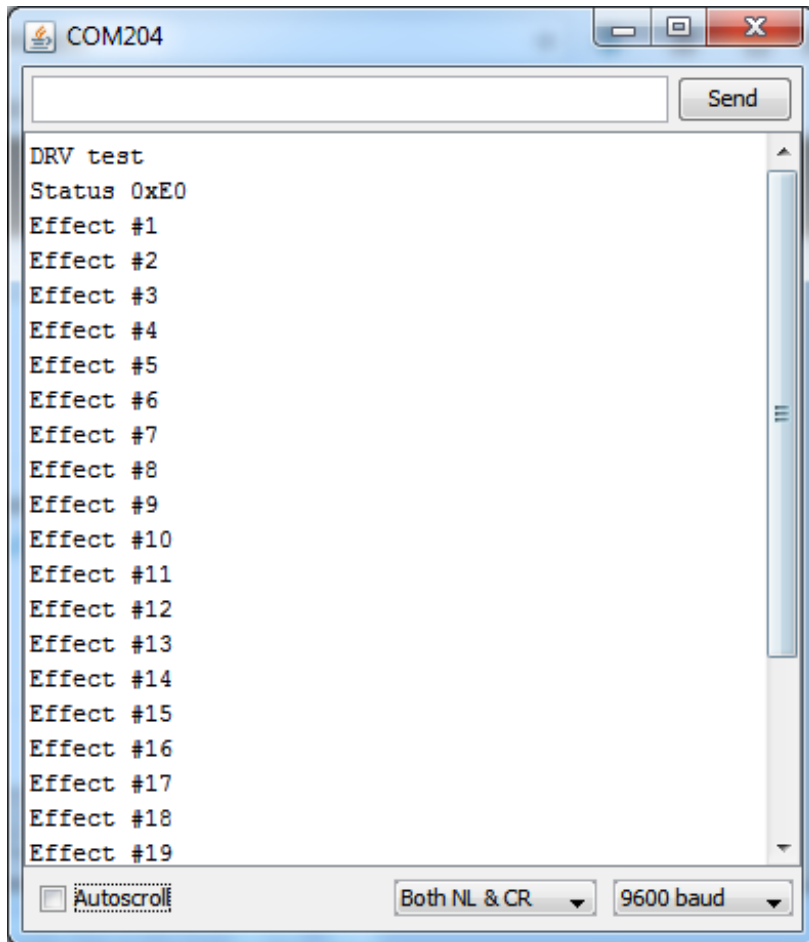 COM204
Send
DRV test
Status 0xE0
Effect #1
Effect #2
Effect #3
Effect #4
Effect #5
Effect #6
Effect #7
Effect #8
Effect #9
Effect #10
Effect #11
Effect #12
Effect #13
Effect #14
Effect #15
Effect #16
Effect #17
Effect #18
Effect #19
Autoscroll Both NL & CR 9600 baud